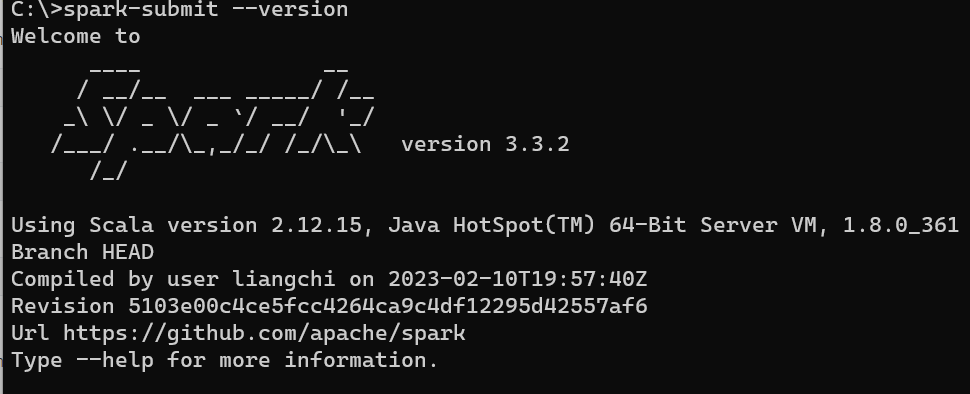 C:\>spark-submit --version
Welcome to
      ____              __
     / __/__  ___ _____/ /__
    _\ \/ _ \/ _ `/ __/  '_/
   /___/ .__/\_,_/_/ /_/\_\   version 3.3.2
      /_/
Using Scala version 2.12.15, Java HotSpot(TM) 64-Bit Server VM, 1.8.0_361
Branch HEAD
Compiled by user liangchi on 2023-02-10T19:57:40Z
Revision 5103e00c4ce5fcc4264ca9c4df12295d42557af6
Url https://github.com/apache/spark
Type --help for more information.